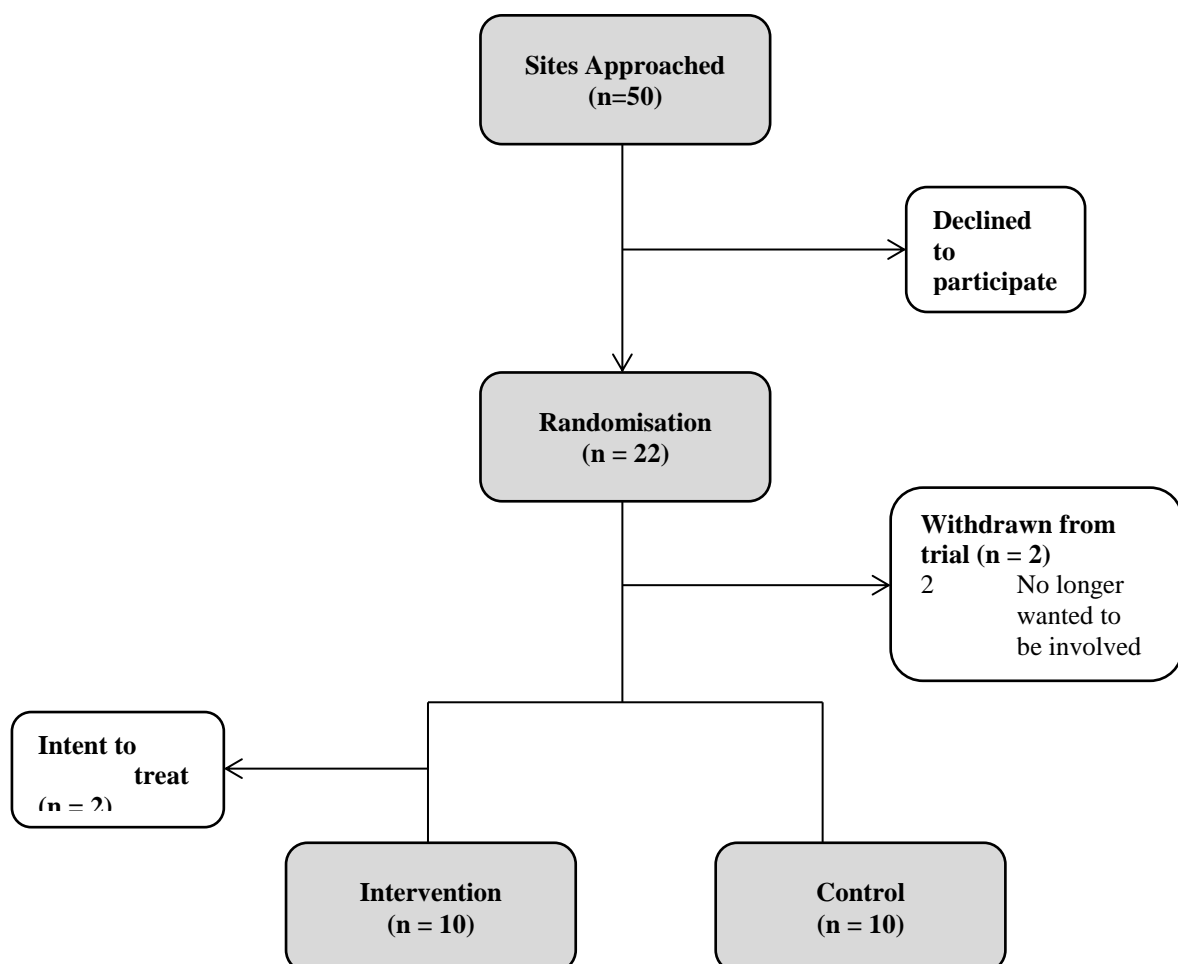 Sites Approached
(n=50)
Declined
to
participate
Randomisation
(n = 22)
Withdrawn from
trial (n = 2)
2 No longer
wanted to
be involved
Intent to
treat
(n = 2)
Intervention
(n = 10)
Control
(n = 10)